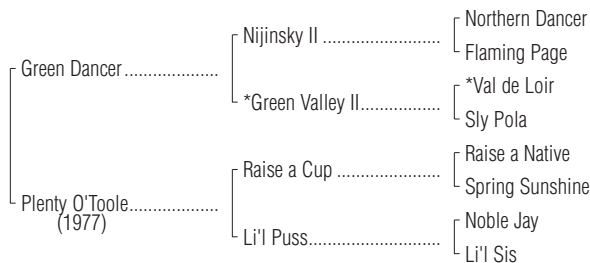 Green Dancer....................
Nijinsky II .........................
Northern Dancer
Flaming Page
*Green Valley II.................
*Val de Loir
Sly Pola
Plenty O'Toole...................
(1977)
Raise a Cup ......................
Raise a Native
Spring Sunshine
Li'l Puss............................
Noble Jay
Li'l Sis